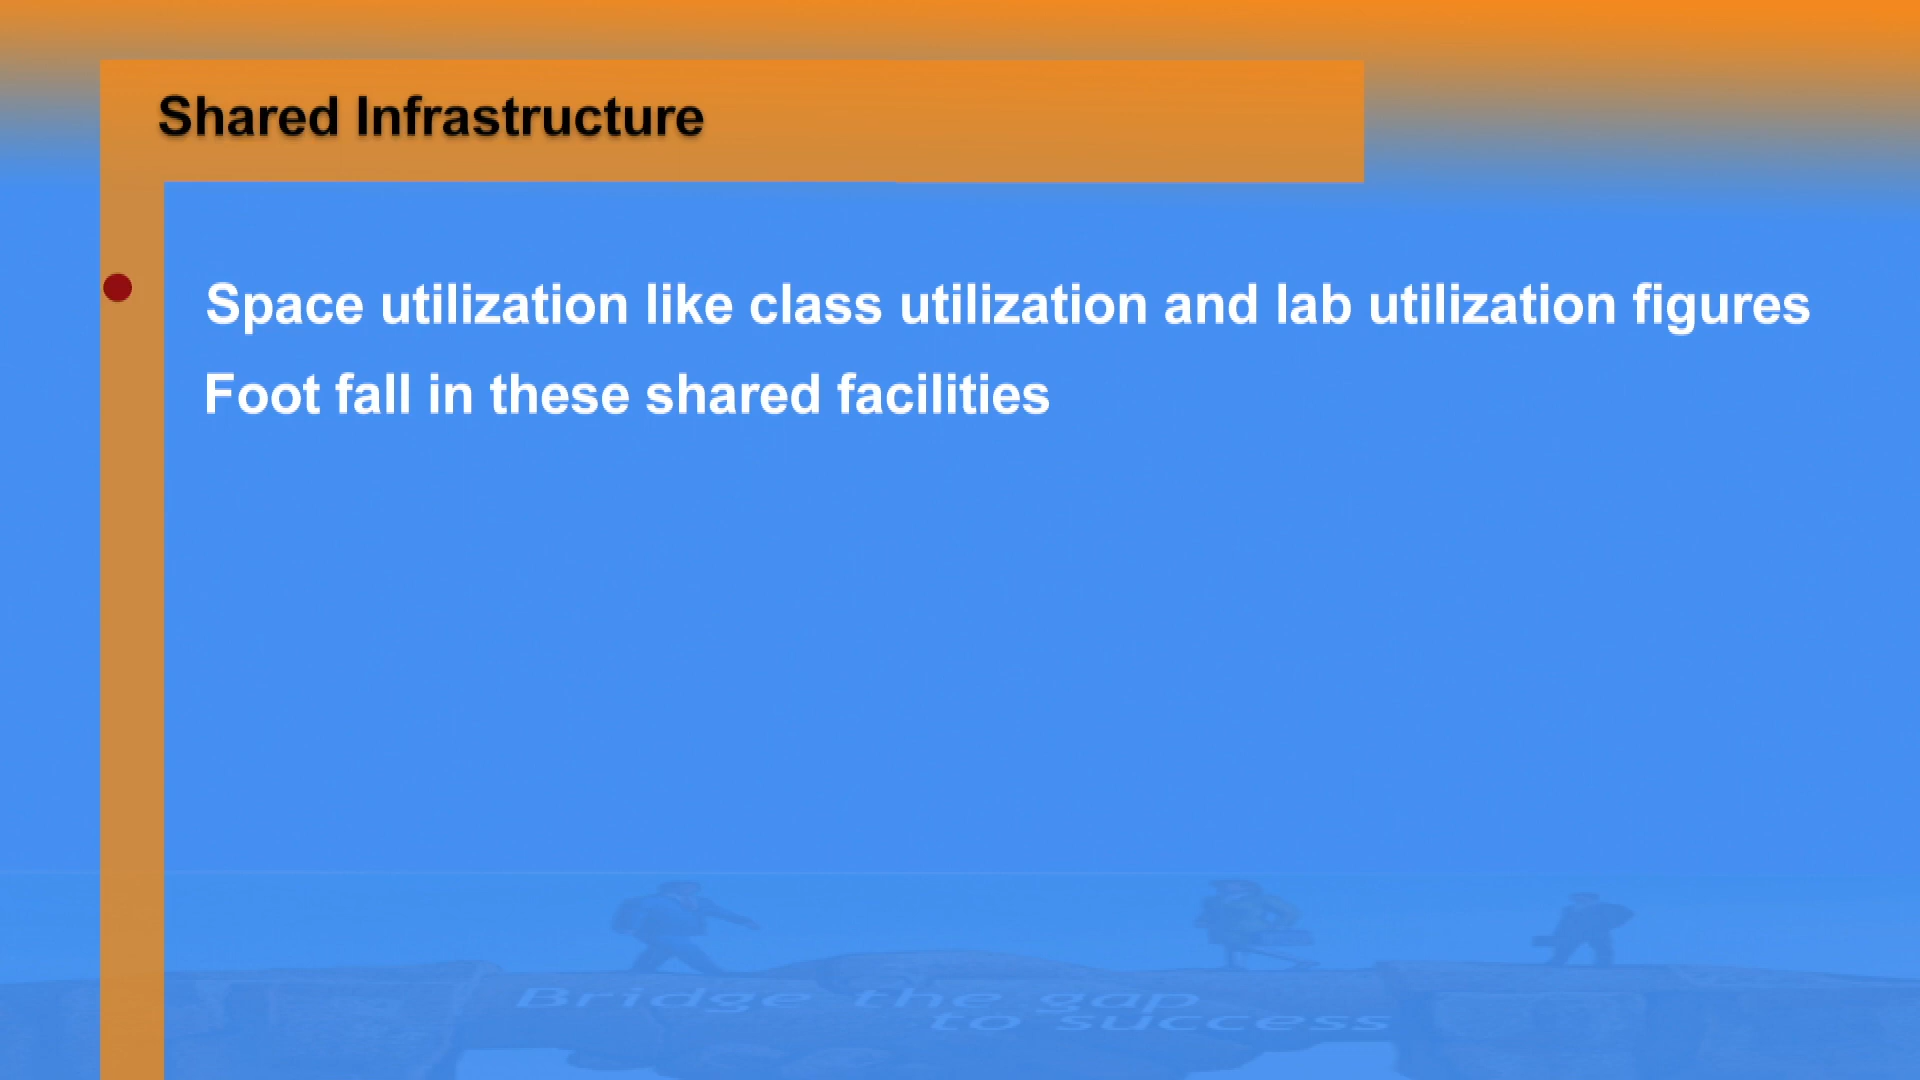 Shared Infrastructure
Space utilization like class utilization and lab utilization figures
Foot fall in these shared facilities
Bridge the gap
to success